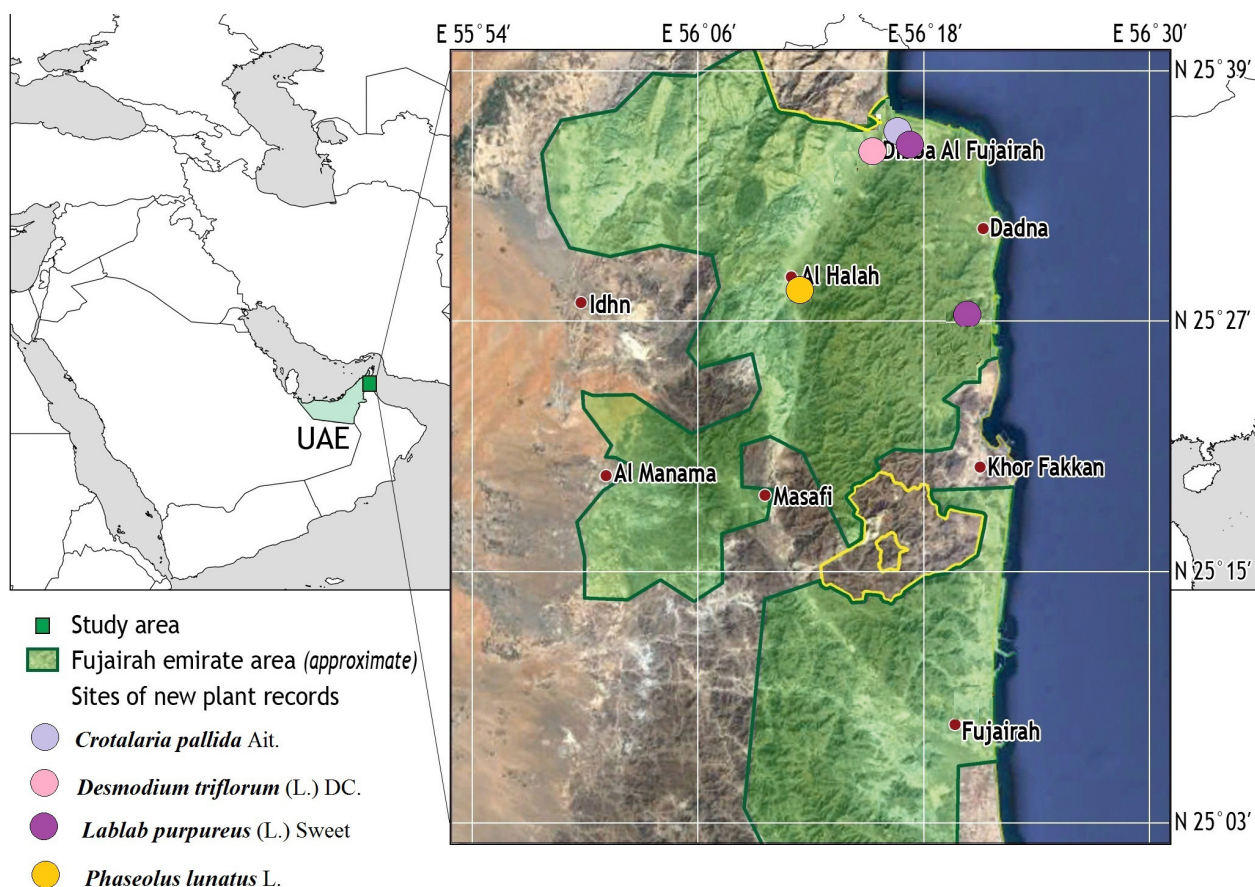 E 55°54'
E 56°06'
E 56°18'
E 56°30'
N 25°39'
Dibba Al Fujairah
Dadna
Al Halah
Idhn
N 25°27'
UAE
Al Manama
Khor Fakkan
Masafi
N 25°15'
Study area
Fujairah emirate area (approximate)
Sites of new plant records
Crotalaria pallida Ait.
Fujairah
Desmodium triflorum (L.) DC.
Lablab purpureus (L.) Sweet
N 25°03'
Phaseolus lunatus L.